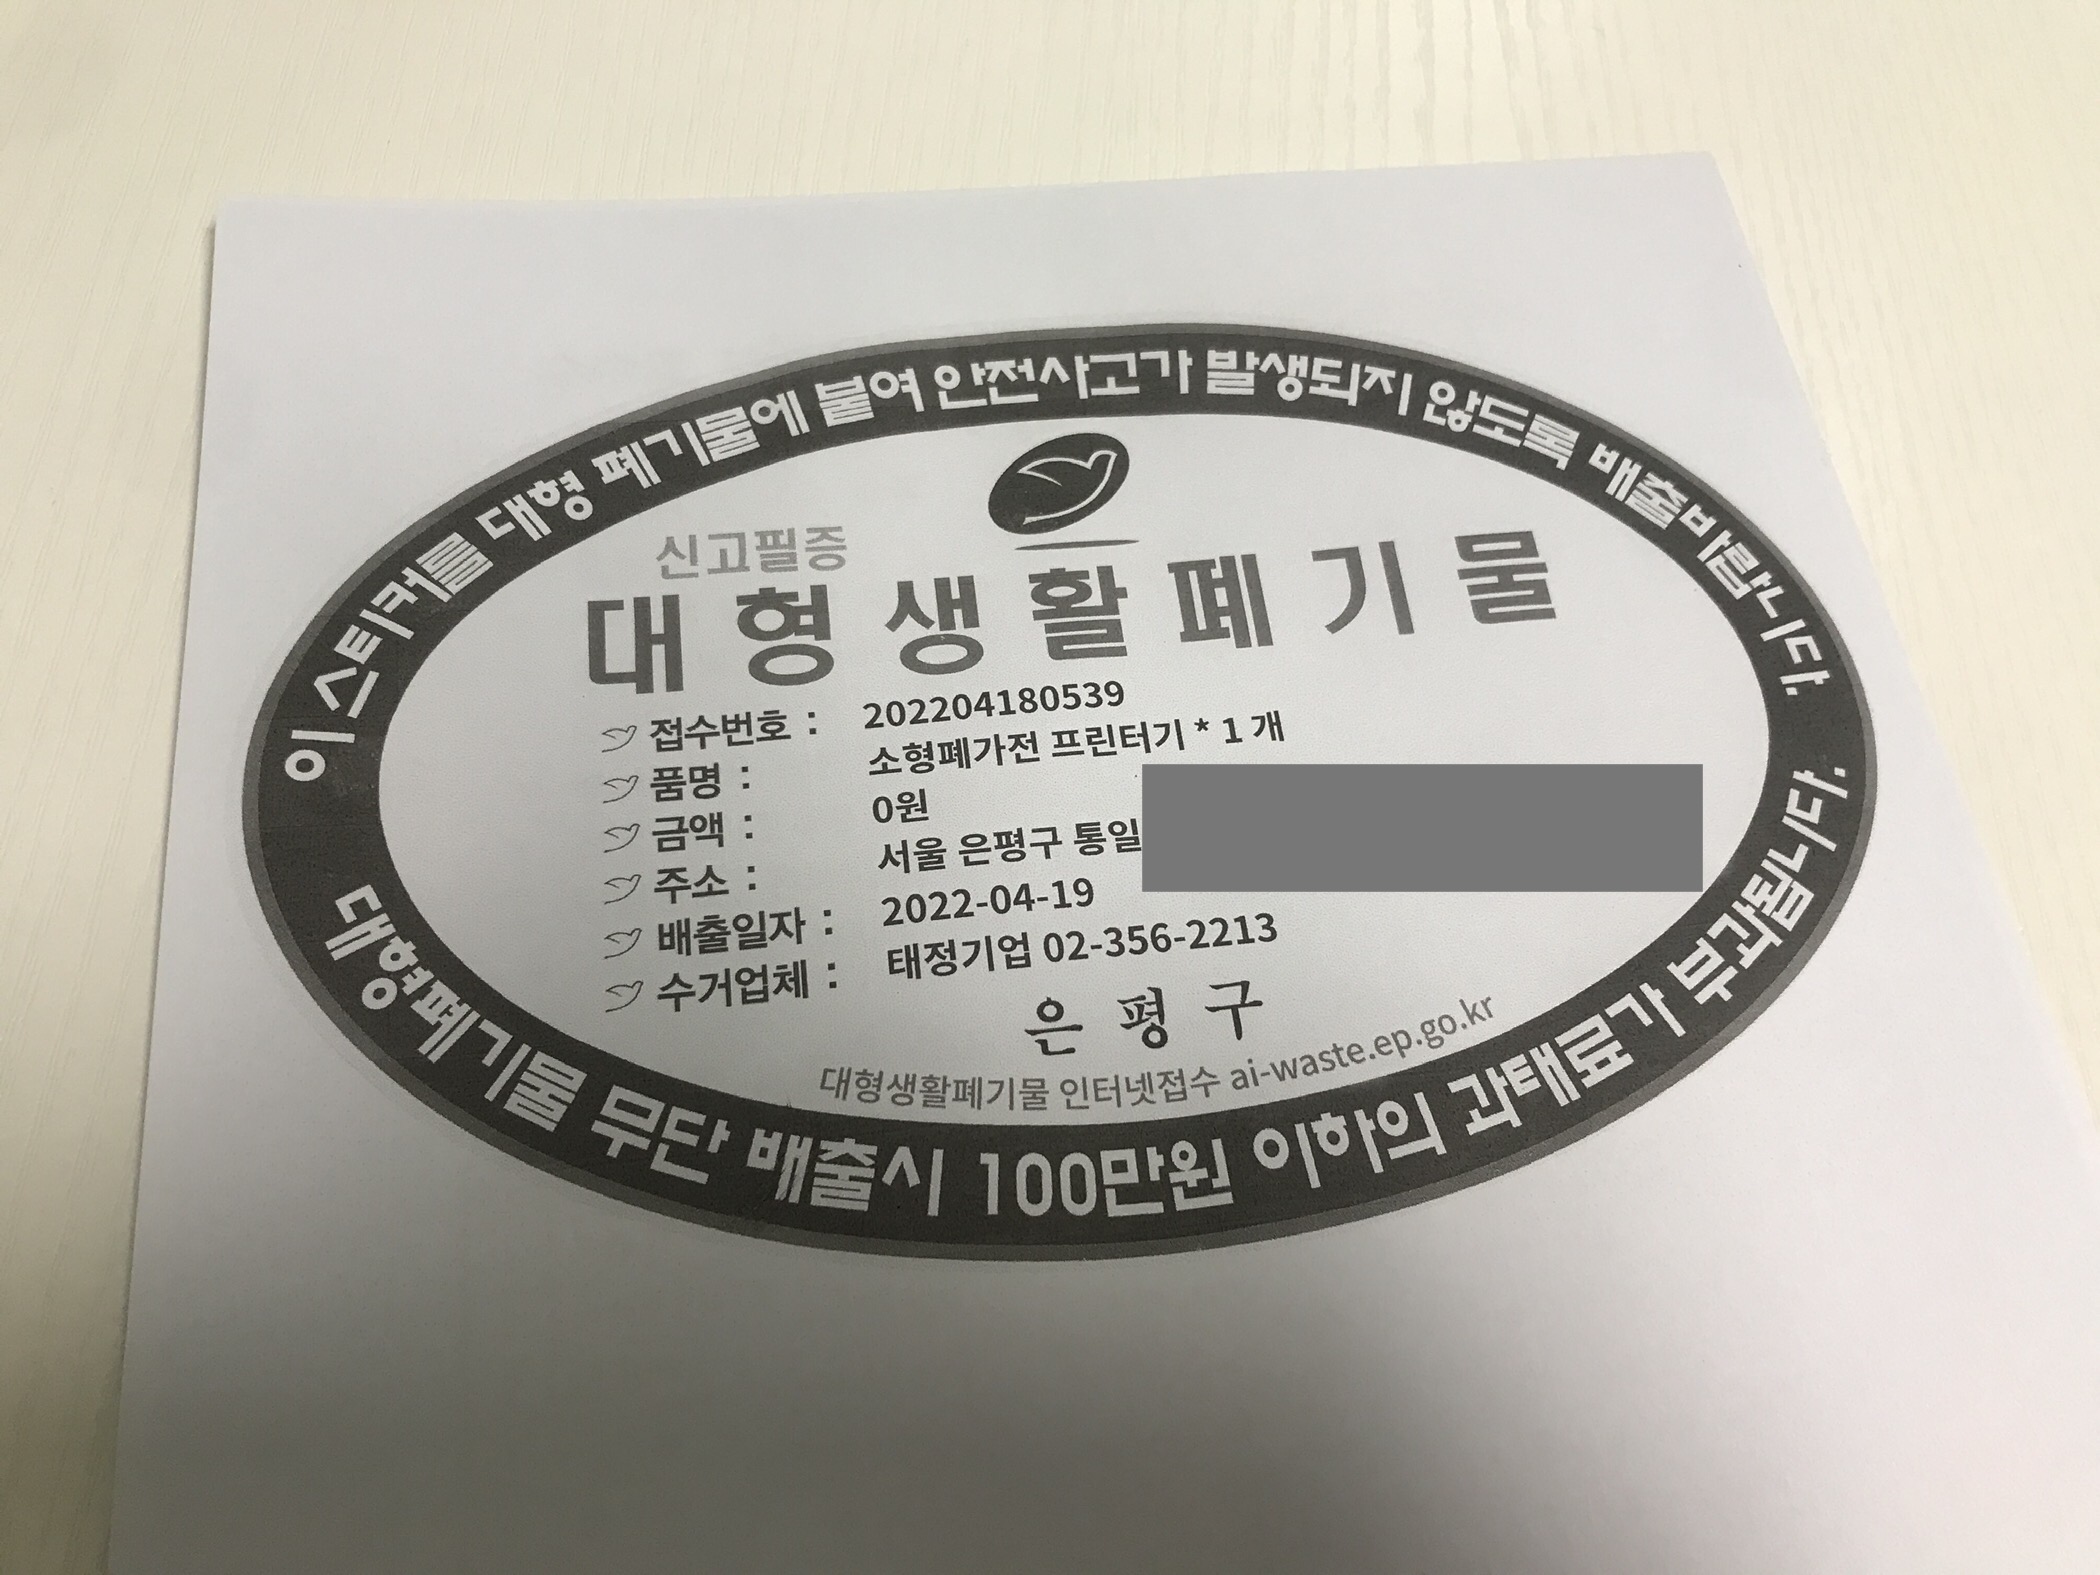 이 스티커를 대형 폐기물에 붙여 안전사고가 발생되지 않도록 배출바랍니다.
신고필증
대형생활폐기물
접수번호 : 202204180539
품명 : 소형폐가전 프린터기 * 1 개
금액 : 0원
주소 : 서울 은평구 통일
배출일자 : 2022-04-19
수거업체 : 태정기업 02-356-2213
은평구
대형생활폐기물 인터넷접수 ai-waste.ep.go.kr
대형폐기물 무단 배출시 100만원 이하의 과태료가 부과됩니다.